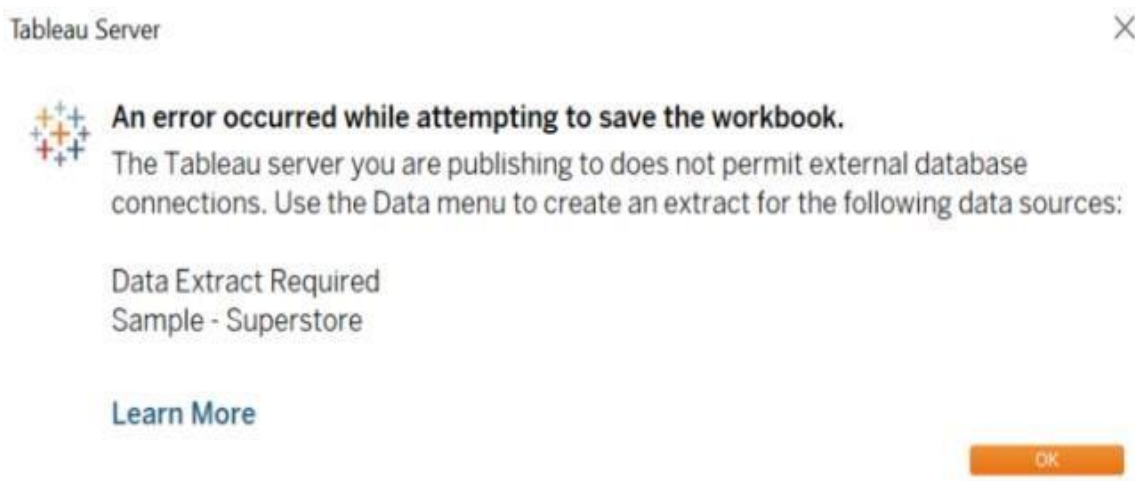 Tableau Server
An error occurred while attempting to save the workbook.
The Tableau server you are publishing to does not permit external database
connections. Use the Data menu to create an extract for the following data sources:
Data Extract Required
Sample - Superstore
Learn More
OK